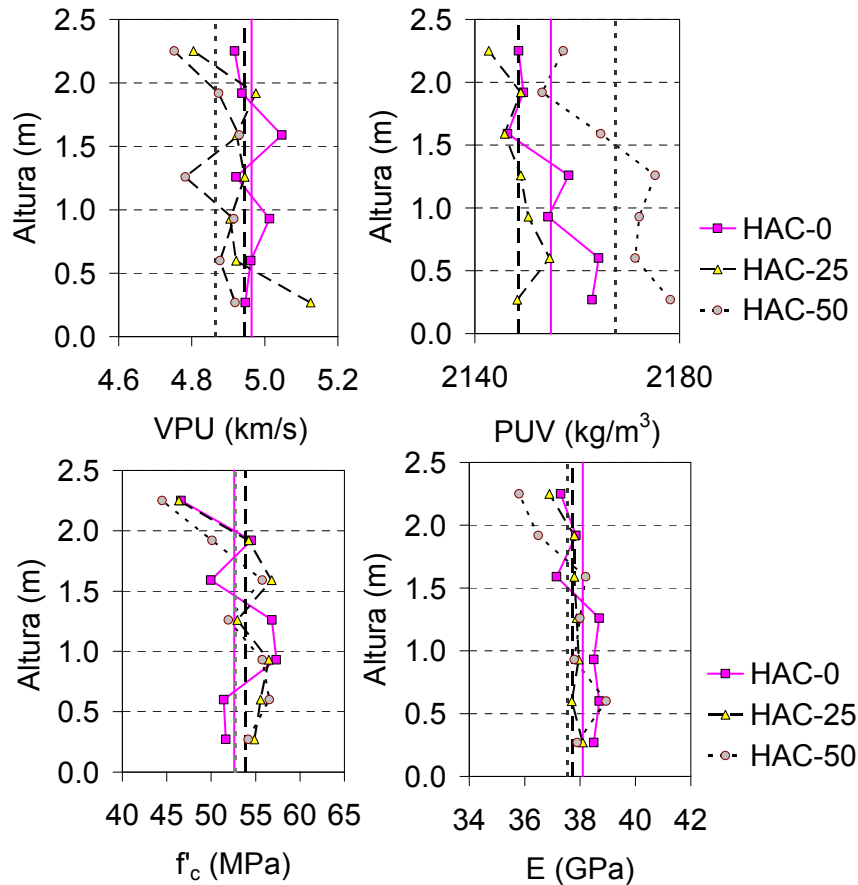 2.5
2.0
1.5
1.0
0.5
0.0
Altura (m)
4.6 4.8 5.0 5.2
VPU (km/s)
2.5
2.0
1.5
1.0
0.5
0.0
Altura (m)
2140 2180
PUV (kg/m³)
HAC-0
HAC-25
HAC-50
2.5
2.0
1.5
1.0
0.5
0.0
Altura (m)
40 45 50 55 60 65
f'c (MPa)
2.5
2.0
1.5
1.0
0.5
0.0
Altura (m)
34 36 38 40 42
E (GPa)
HAC-0
HAC-25
HAC-50